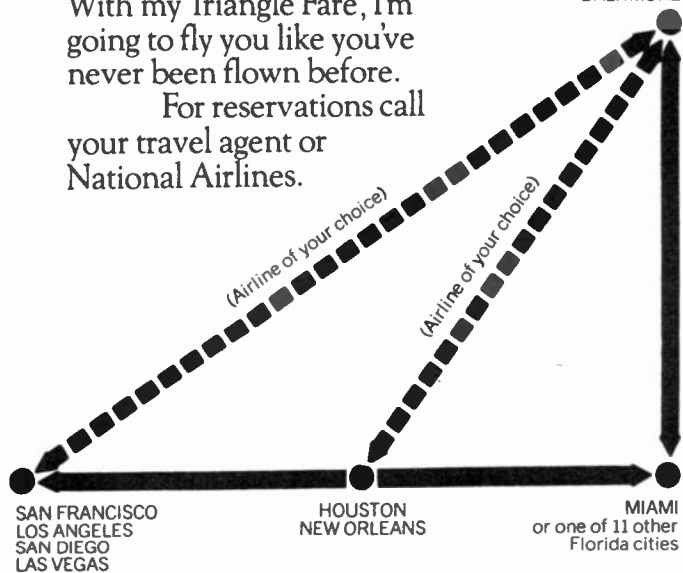 With my Triangle Fare, I'm
going to fly you like you've
never been flown before.
For reservations call
your travel agent or
National Airlines.
(Airline of your choice)
(Airline of your choice)
SAN FRANCISCO
LOS ANGELES
SAN DIEGO
LAS VEGAS
HOUSTON
NEW ORLEANS
MIAMI
or one of 11 other
Florida cities